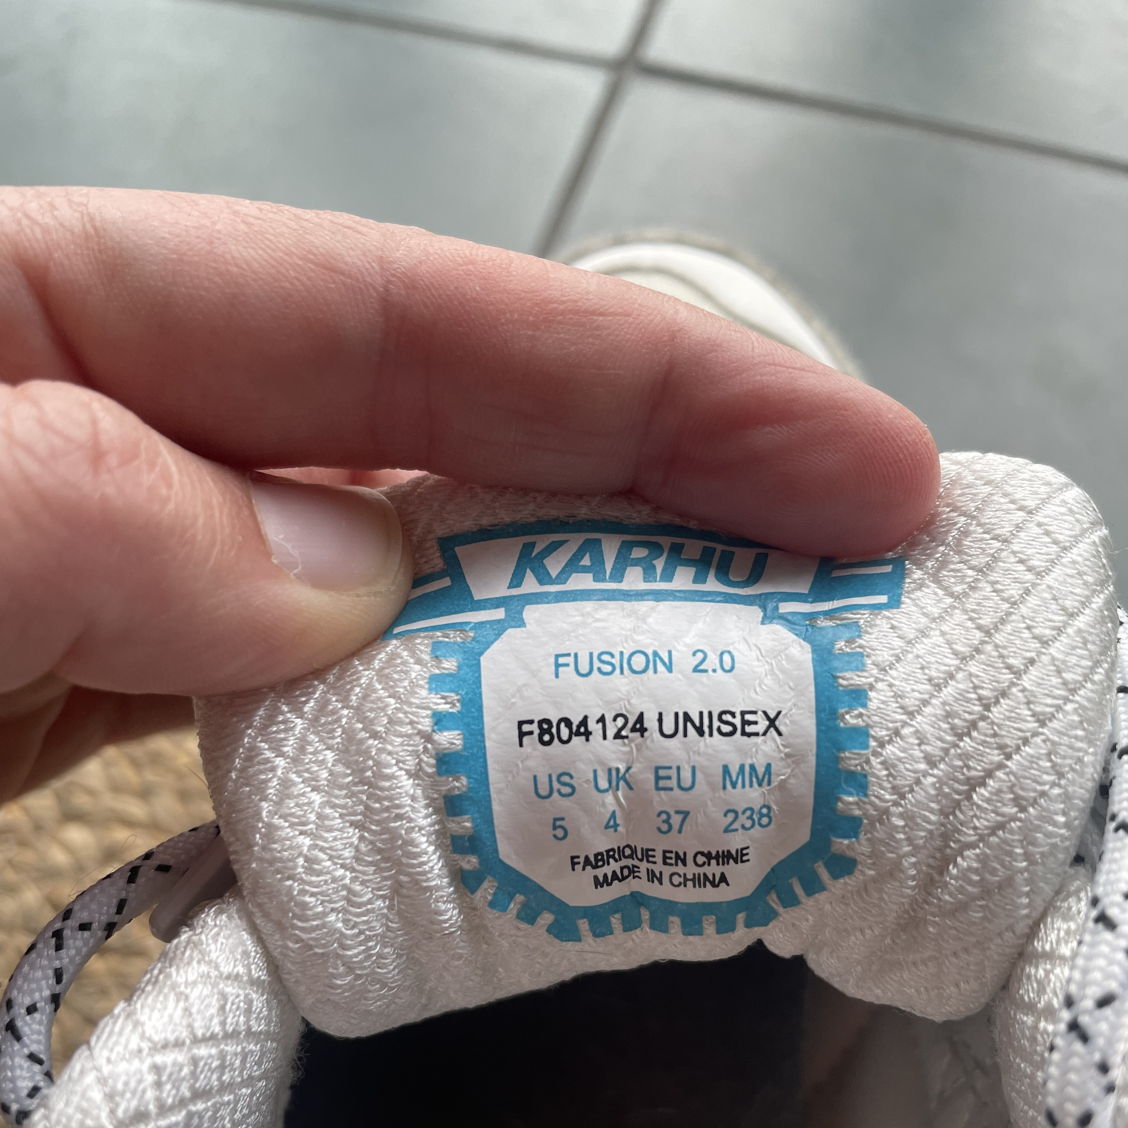 KARHU
FUSION 2.0
F804124 UNISEX
US UK EU MM
5 4 37 238
FABRIQUE EN CHINE
MADE IN CHINA